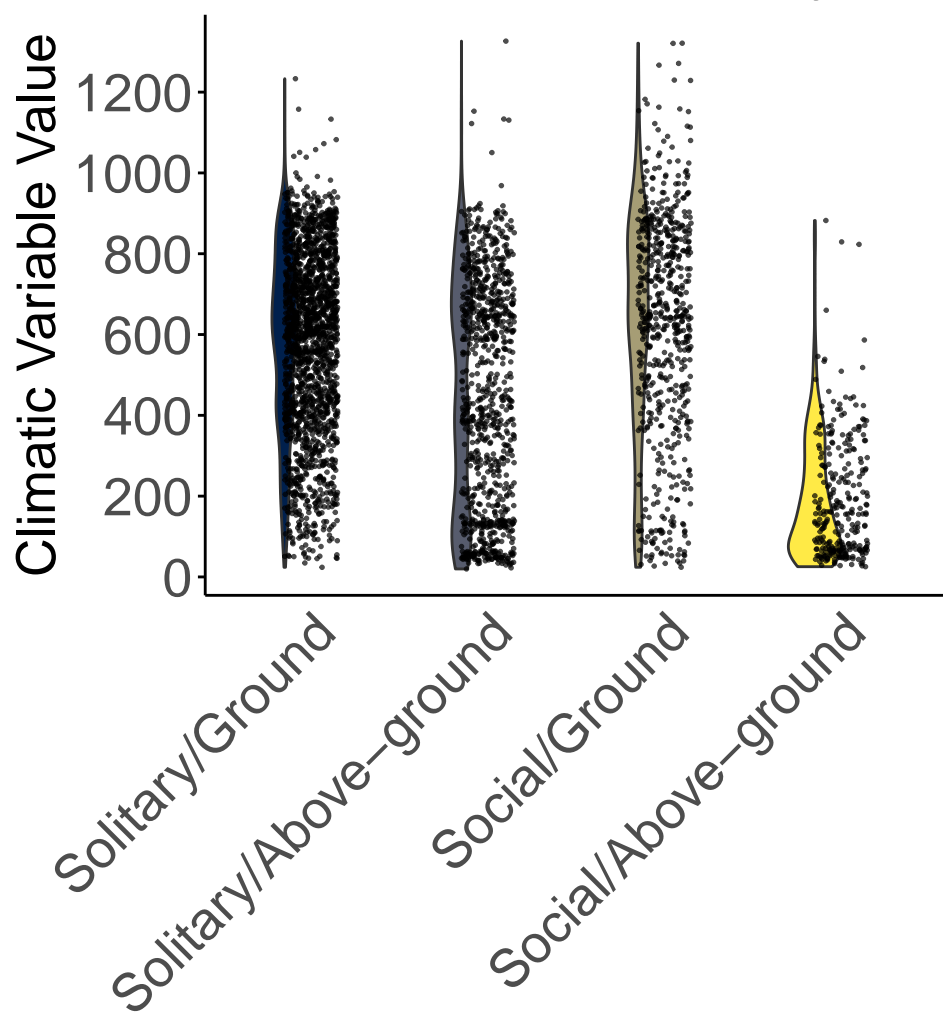 Climatic Variable Value
1200
1000
800
600
400
200
0
Solitary/Ground
Solitary/Above−ground
Social/Ground
Social/Above−ground